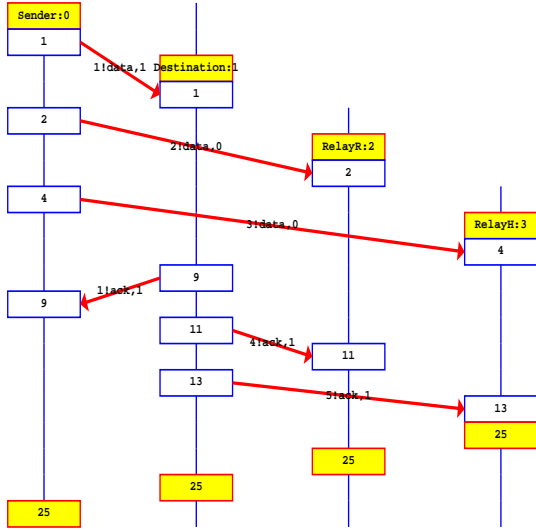 Sender:0
1
1!data,1
Destination:1
1
2
2!data,0
RelayR:2
2
4
3!data,0
RelayH:3
4
9
1!ack,1
9
11
4!ack,1
11
13
5!ack,1
13
25
25
25
25